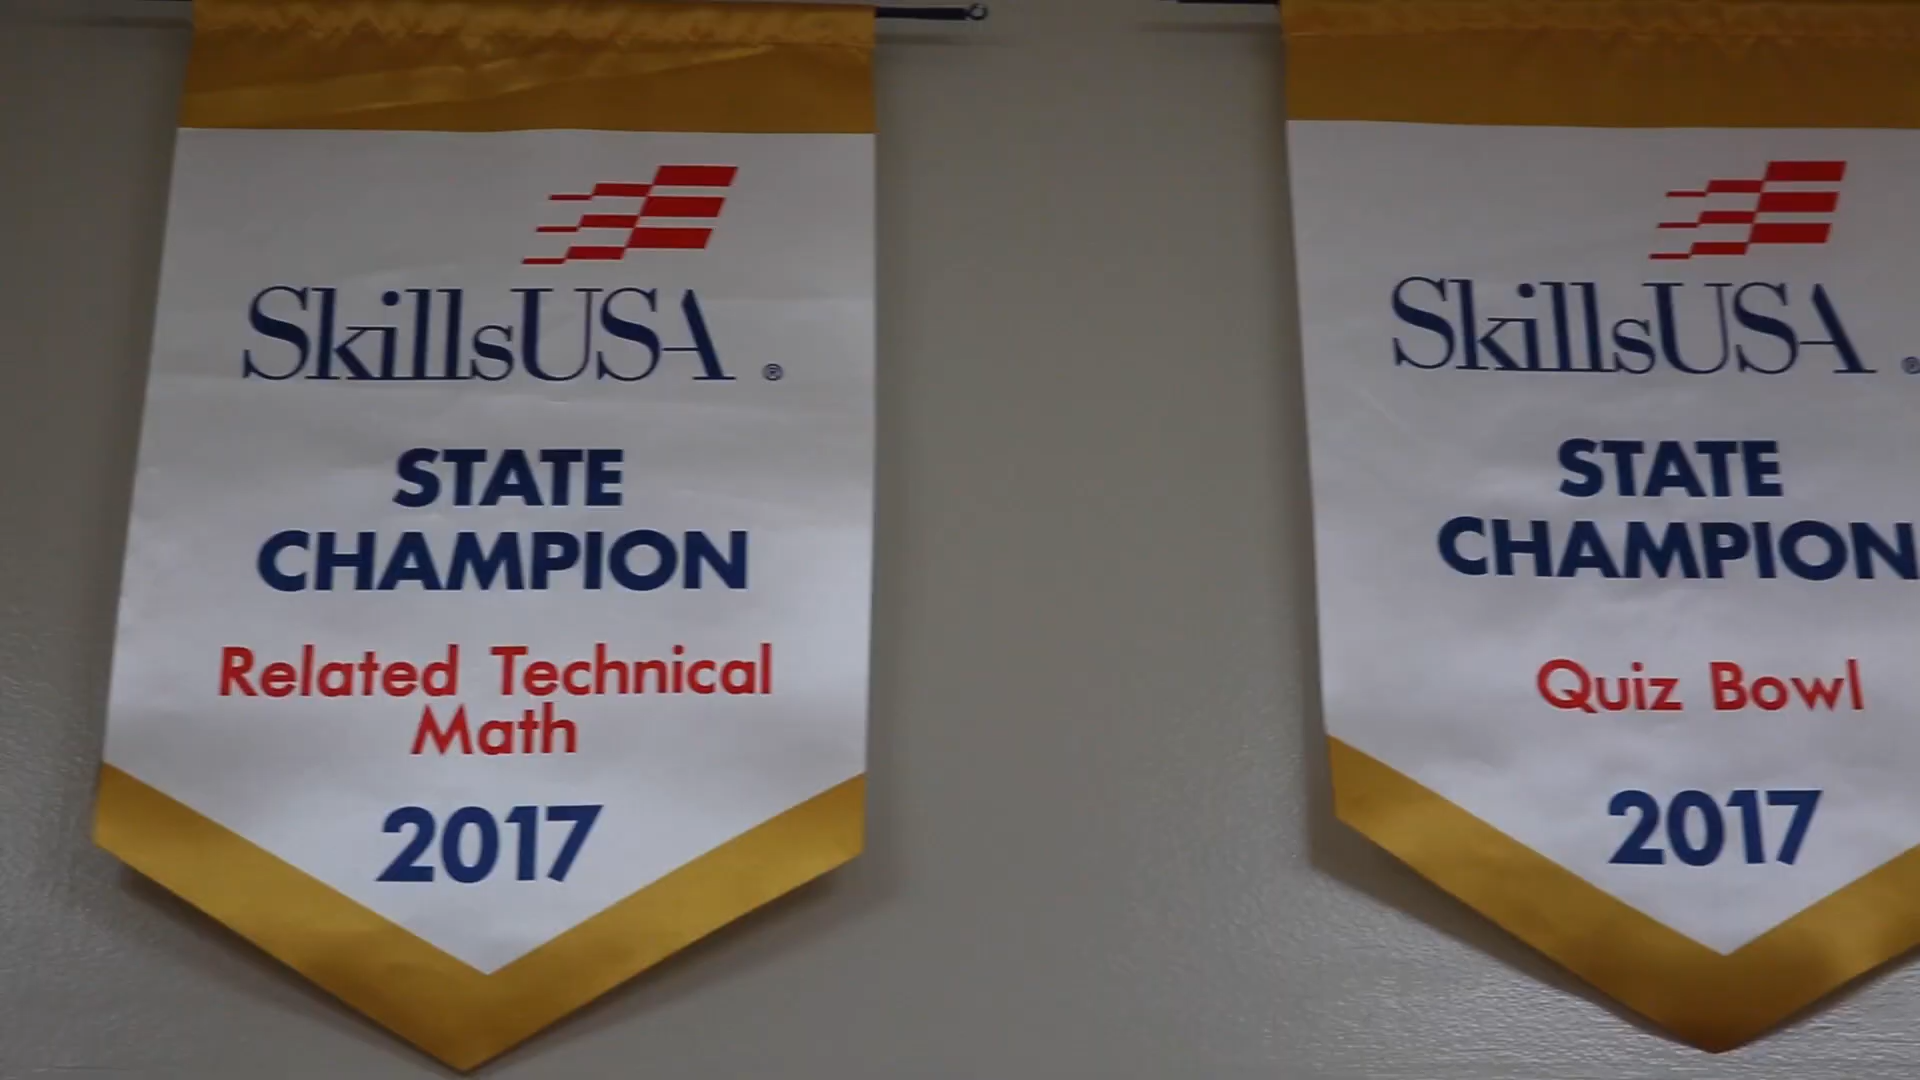 SkillsUSA ®
STATE
CHAMPION
Related Technical
Math
2017
SkillsUSA ®
STATE
CHAMPION
Quiz Bowl
2017